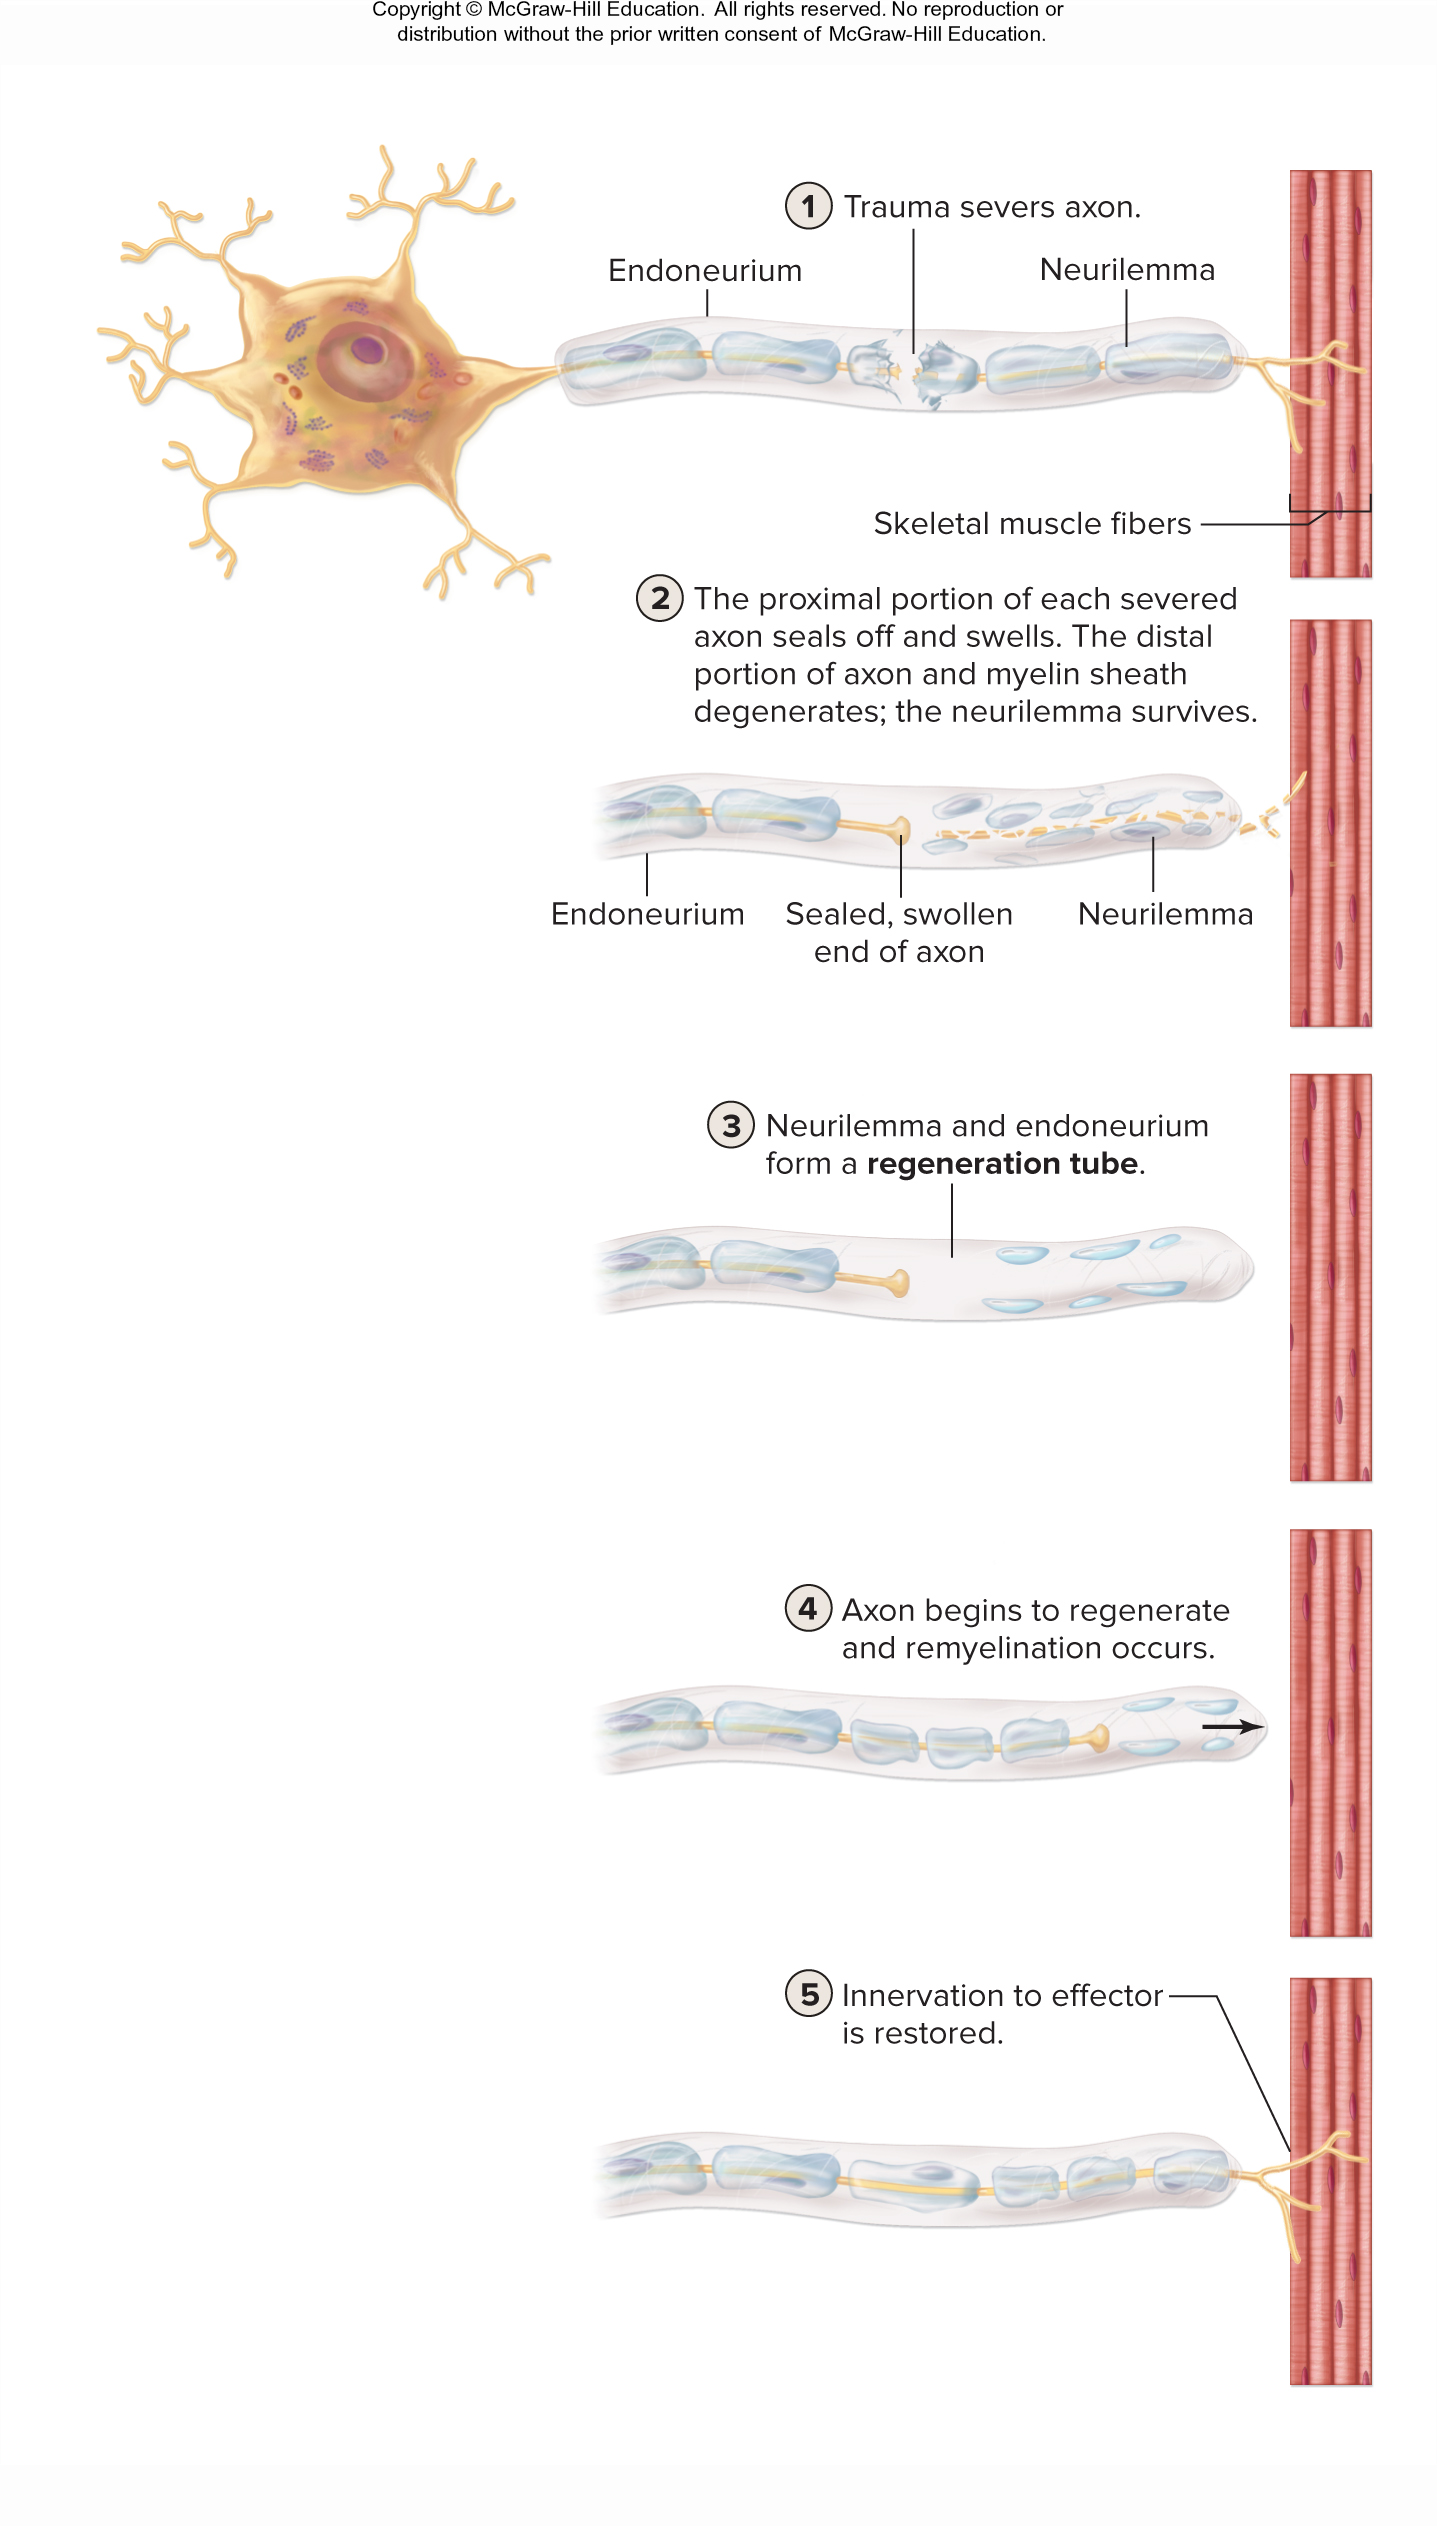 Copyright © McGraw-Hill Education. All rights reserved. No reproduction or
distribution without the prior written consent of McGraw-Hill Education.
1 Trauma severs axon.
Endoneurium
Neurilemma
Skeletal muscle fibers
2 The proximal portion of each severed
axon seals off and swells. The distal
portion of axon and myelin sheath
degenerates; the neurilemma survives.
Endoneurium
Sealed, swollen
end of axon
Neurilemma
3 Neurilemma and endoneurium
form a regeneration tube.
4 Axon begins to regenerate
and remyelination occurs.
5 Innervation to effector
is restored.